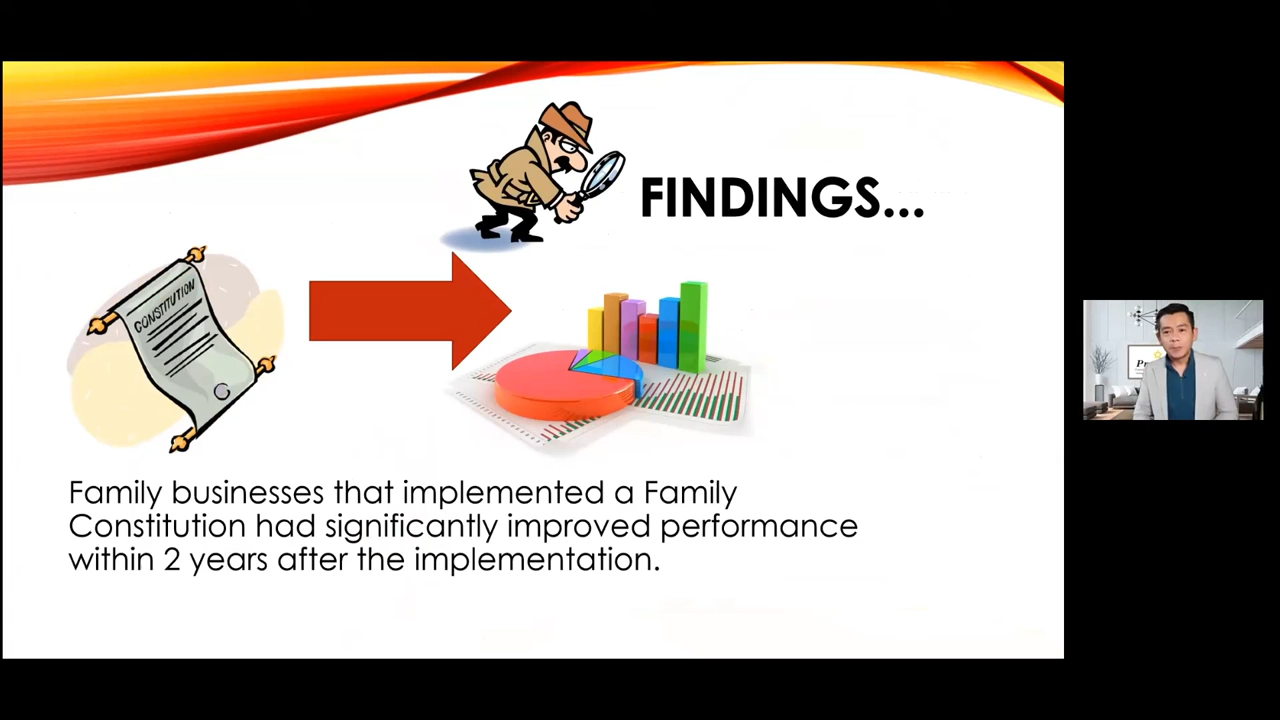 FINDINGS...
CONSTITUTION
Family businesses that implemented a Family
Constitution had significantly improved performance
within 2 years after the implementation.